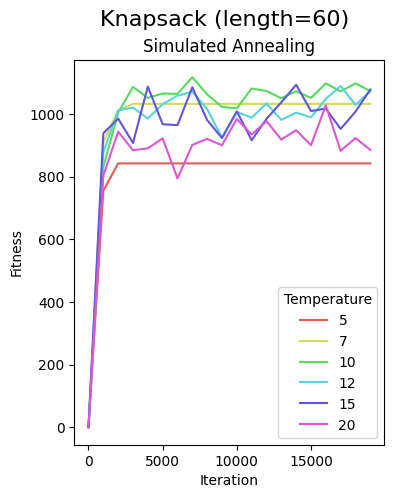 Knapsack (length=60)
Simulated Annealing
1000
800
600
400
200
0
Fitness
Temperature
5
7
10
12
15
20
0 5000 10000 15000
Iteration